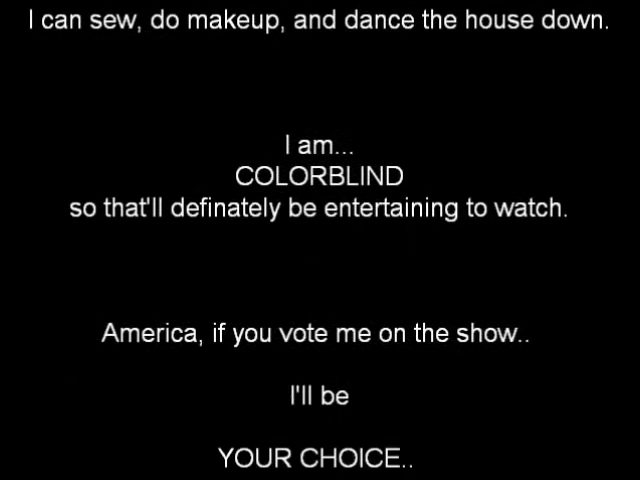 I can sew, do makeup, and dance the house down.
I am...
COLORBLIND
so that'll definately be entertaining to watch.
America, if you vote me on the show..
I'll be
YOUR CHOICE..